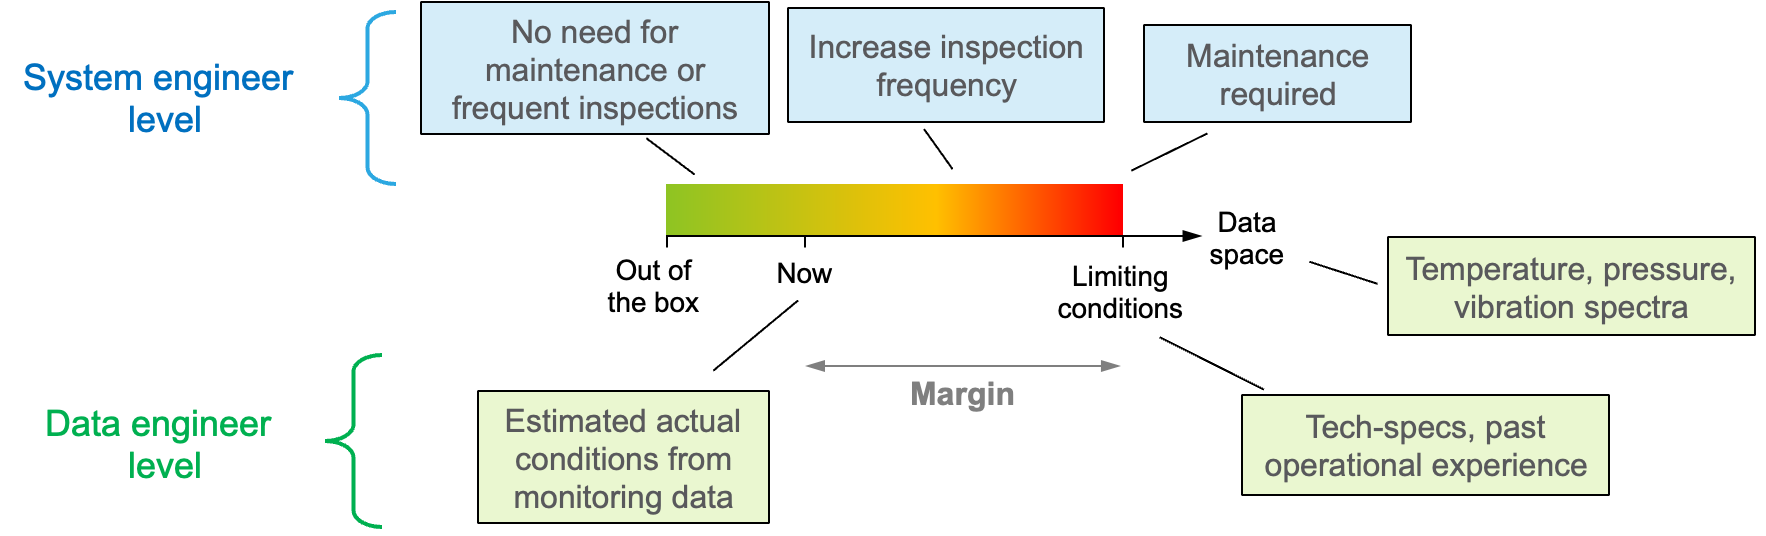 System engineer
level
No need for
maintenance or
frequent inspections
Increase inspection
frequency
Maintenance
required
Out of
the box
Now
Limiting
conditions
Data
space
Temperature, pressure,
vibration spectra
Margin
Data engineer
level
Estimated actual
conditions from
monitoring data
Tech-specs, past
operational experience